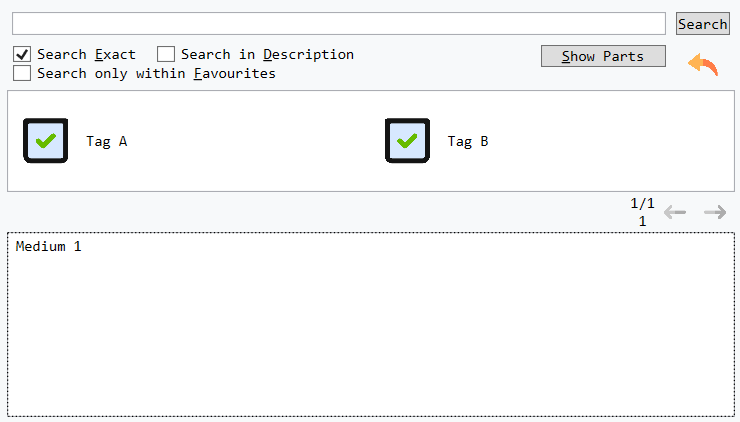 Search
Search Exact
Search in Description
Show Parts
Search only within Favourites
Tag A
Tag B
1/1
1
Medium 1